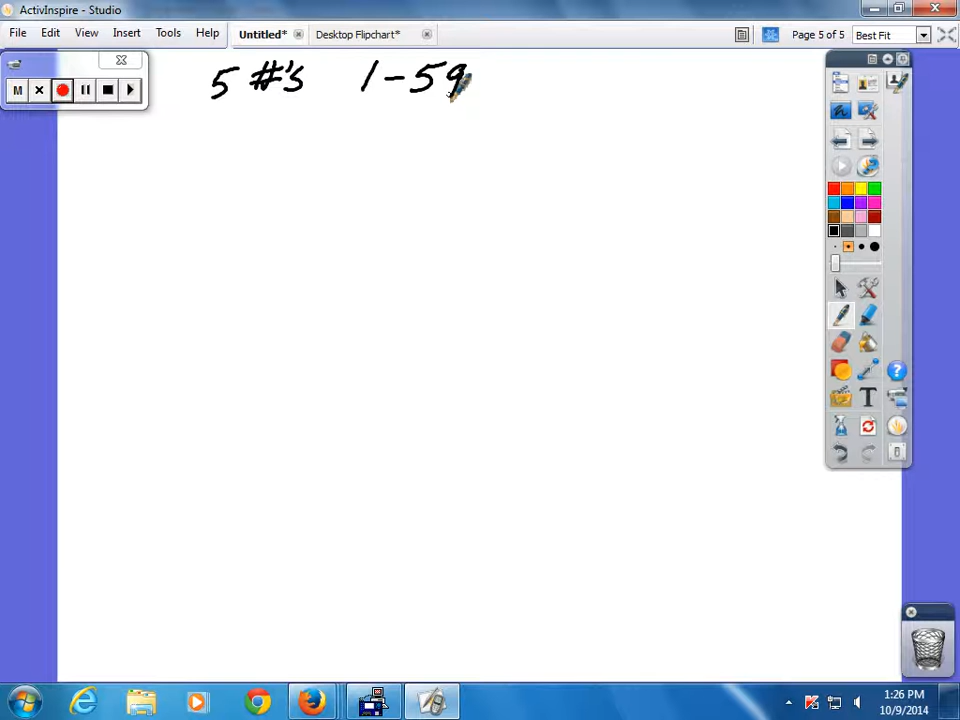 ActivInspire - Studio
File Edit View Insert Tools Help Untitled* Desktop Flipchart* Page 5 of 5 Best Fit
M
5 #'s 1-59
T
1:26 PM
10/9/2014